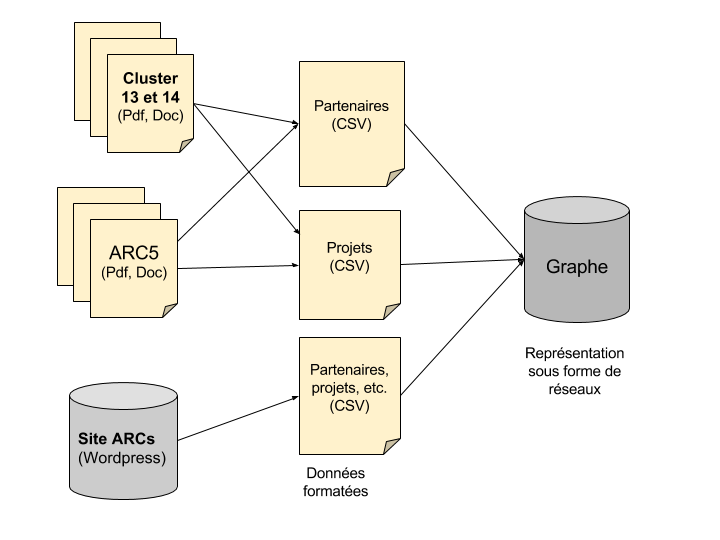 Cluster
13 et 14
(Pdf, Doc)
Partenaires
(CSV)
ARC5
(Pdf, Doc)
Projets
(CSV)
Graphe
Représentation
sous forme de
réseaux
Partenaires,
projets, etc.
(CSV)
Site ARCs
(Wordpress)
Données
formatées